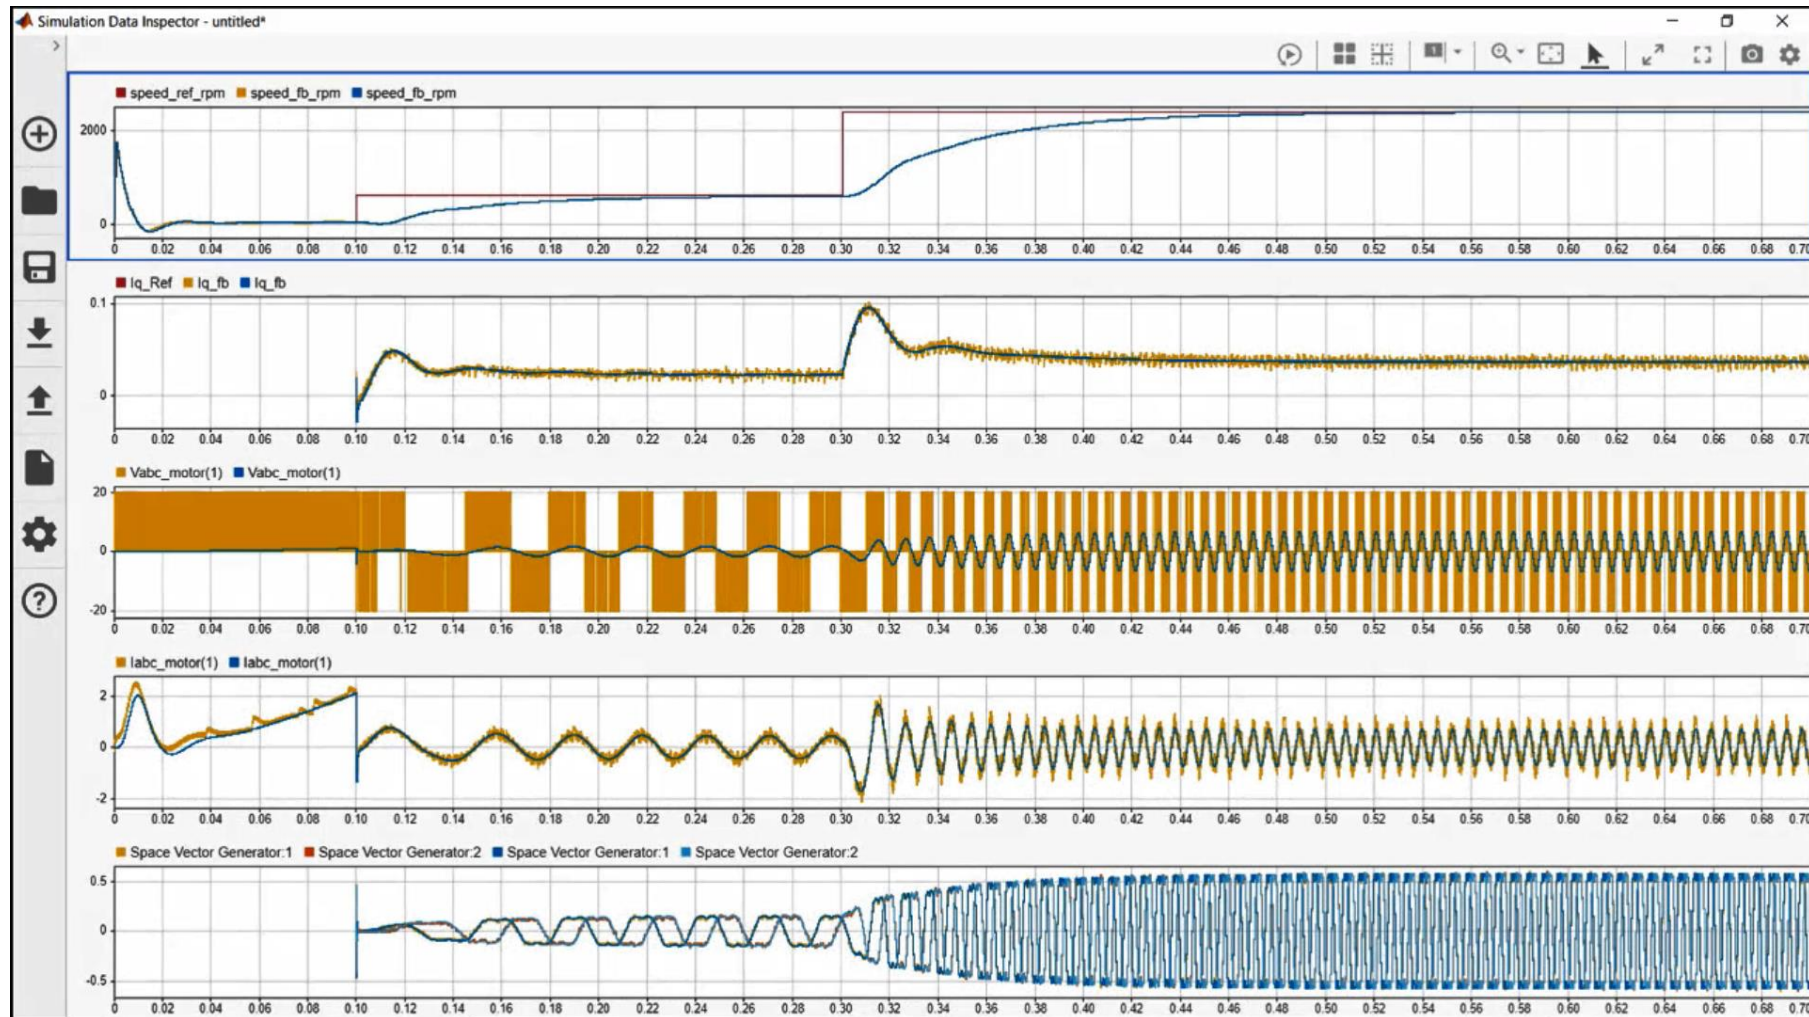 Simulation Data Inspector - untitled*
1
speed_ref_rpm speed_fb_rpm speed_fb_rpm
2000
0
0 0.02 0.04 0.06 0.08 0.10 0.12 0.14 0.16 0.18 0.20 0.22 0.24 0.26 0.28 0.30 0.32 0.34 0.36 0.38 0.40 0.42 0.44 0.46 0.48 0.50 0.52 0.54 0.56 0.58 0.60 0.62 0.64 0.66 0.68 0.70
Iq_Ref Iq_fb Iq_fb
0.1
0
0 0.02 0.04 0.06 0.08 0.10 0.12 0.14 0.16 0.18 0.20 0.22 0.24 0.26 0.28 0.30 0.32 0.34 0.36 0.38 0.40 0.42 0.44 0.46 0.48 0.50 0.52 0.54 0.56 0.58 0.60 0.62 0.64 0.66 0.68 0.70
Vabc_motor(1) Vabc_motor(1)
20
0
-20
0 0.02 0.04 0.06 0.08 0.10 0.12 0.14 0.16 0.18 0.20 0.22 0.24 0.26 0.28 0.30 0.32 0.34 0.36 0.38 0.40 0.42 0.44 0.46 0.48 0.50 0.52 0.54 0.56 0.58 0.60 0.62 0.64 0.66 0.68 0.70
Iabc_motor(1) Iabc_motor(1)
2
0
-2
0 0.02 0.04 0.06 0.08 0.10 0.12 0.14 0.16 0.18 0.20 0.22 0.24 0.26 0.28 0.30 0.32 0.34 0.36 0.38 0.40 0.42 0.44 0.46 0.48 0.50 0.52 0.54 0.56 0.58 0.60 0.62 0.64 0.66 0.68 0.70
Space Vector Generator:1 Space Vector Generator:2 Space Vector Generator:1 Space Vector Generator:2
0.5
0
-0.5
0 0.02 0.04 0.06 0.08 0.10 0.12 0.14 0.16 0.18 0.20 0.22 0.24 0.26 0.28 0.30 0.32 0.34 0.36 0.38 0.40 0.42 0.44 0.46 0.48 0.50 0.52 0.54 0.56 0.58 0.60 0.62 0.64 0.66 0.68 0.70